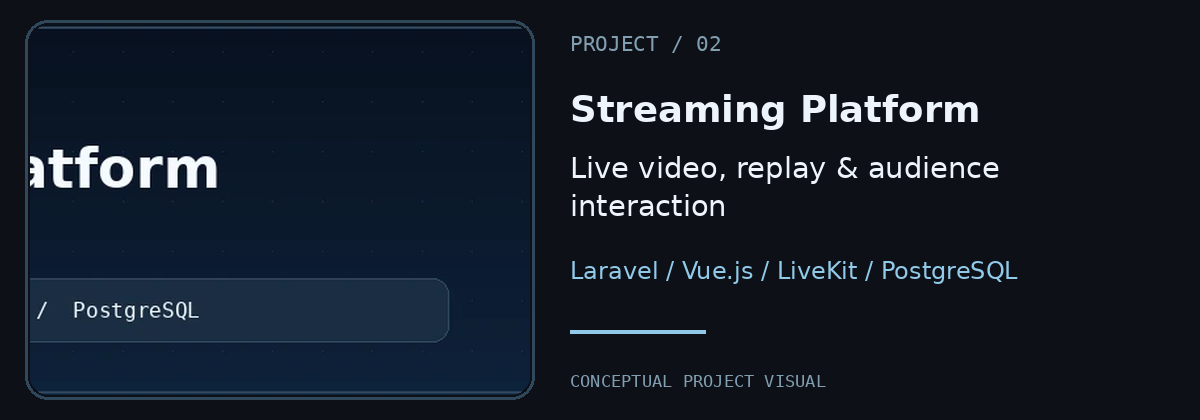 atform
/ PostgreSQL
PROJECT / 02
Streaming Platform
Live video, replay & audience
interaction
Laravel / Vue.js / LiveKit / PostgreSQL
CONCEPTUAL PROJECT VISUAL